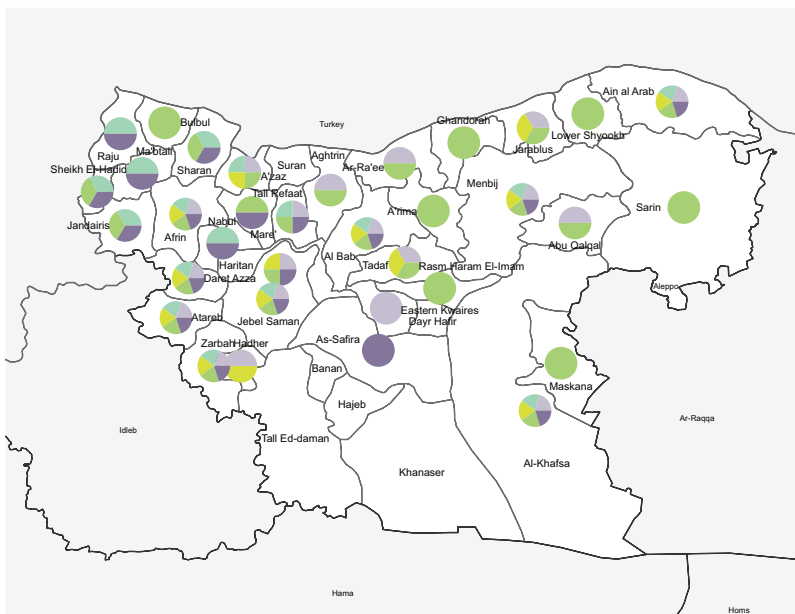 Ain al Arab
Turkey
Ghandorah
Bulbul
Lower Shyookh
Jarablus
Raju
Ma'btali
Aghtrin
Suran
Ar-Ra'ee
Sheikh El-Hadid
Sharan
A'zaz
Menbij
Tall Refaat
Sarin
A'rima
Jandairis
Afrin
Nabul
Mare'
Abu Qalqal
Al Bab
Tadaf
Rasm Haram El-Imam
Haritan
Daret Azza
Aleppo
Atareb
Jebel Saman
Eastern Kwaires
Dayr Hafir
As-Safira
Zarbah
Hadher
Banan
Maskana
Hajeb
Ar-Raqqa
Idleb
Tall Ed-daman
Al-Khafsa
Khanaser
Hama
Homs